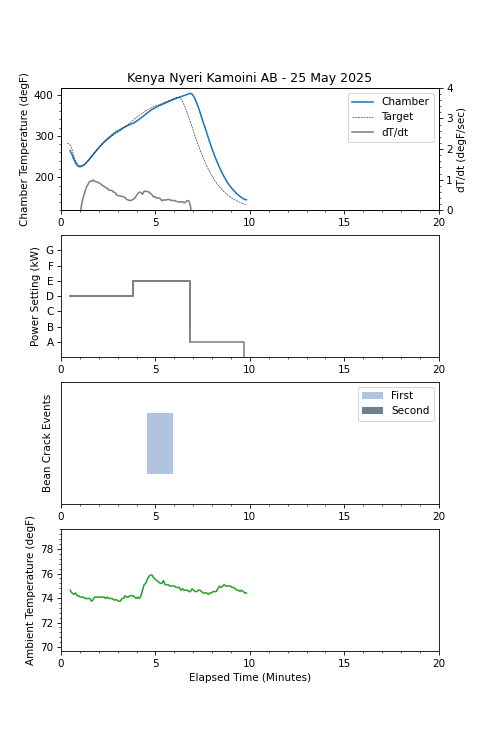 Kenya Nyeri Kamoini AB - 25 May 2025
Chamber Temperature (degF)
400
300
200
Chamber
Target
dT/dt
4
3
2
1
0
dT/dt (degF/sec)
0 5 10 15 20
Power Setting (kW)
G
F
E
D
C
B
A
0 5 10 15 20
Bean Crack Events
First
Second
0 5 10 15 20
Ambient Temperature (degF)
78
76
74
72
70
0 5 10 15 20
Elapsed Time (Minutes)